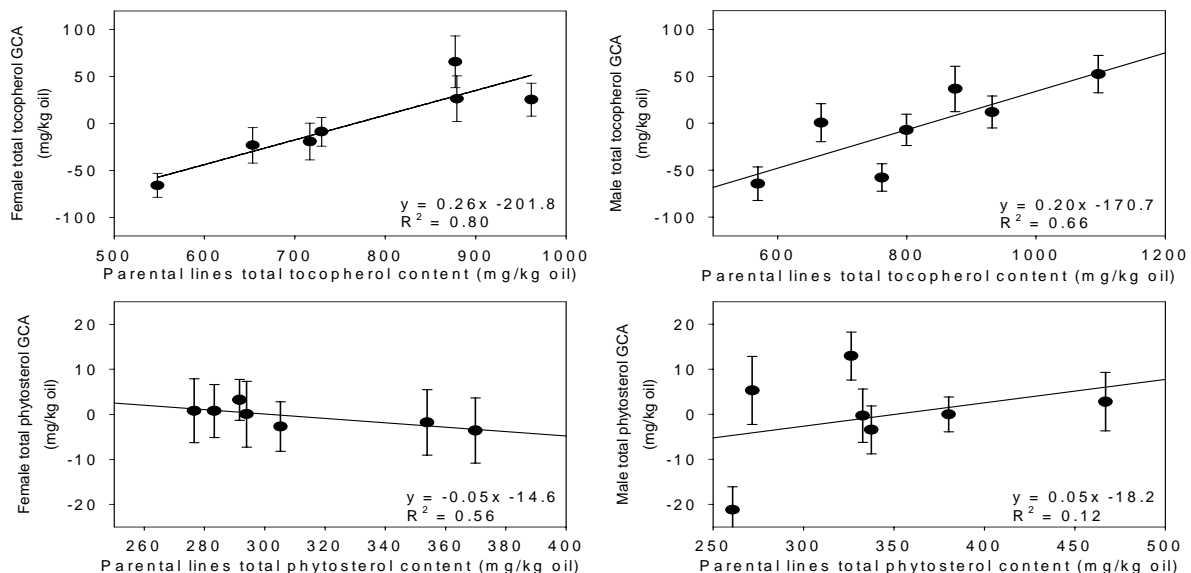 Female total tocopherol GCA
(mg/kg oil)
100
50
0
-50
-100
y = 0.26x -201.8
R² = 0.80
500 600 700 800 900 1000
Parental lines total tocopherol content (mg/kg oil)
Male total tocopherol GCA
(mg/kg oil)
100
50
0
-50
-100
y = 0.20x -170.7
R² = 0.66
600 800 1000 1200
Parental lines total tocopherol content (mg/kg oil)
Female total phytosterol GCA
(mg/kg oil)
20
10
0
-10
-20
y = -0.05x -14.6
R² = 0.56
260 280 300 320 340 360 380 400
Parental lines total phytosterol content (mg/kg oil)
Male total phytosterol GCA
(mg/kg oil)
20
10
0
-10
-20
y = 0.05x -18.2
R² = 0.12
250 300 350 400 450 500
Parental lines total phytosterol content (mg/kg oil)